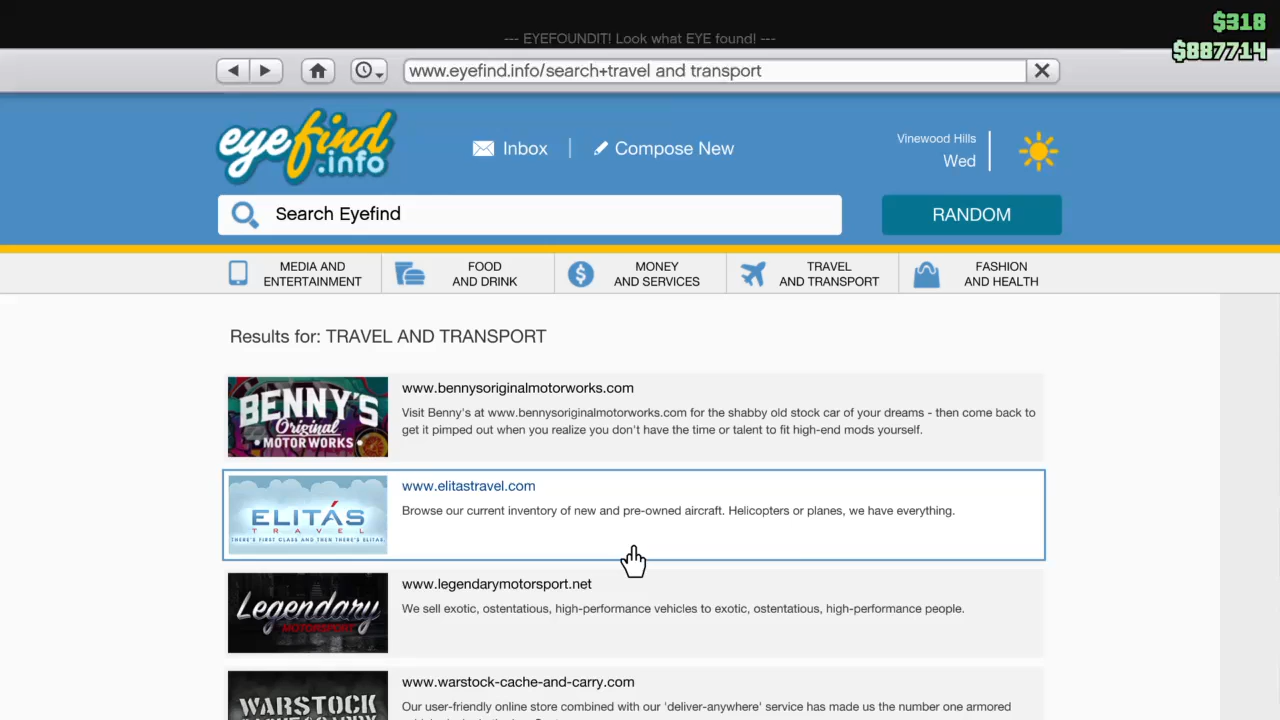 $318
--- EYEFOUNDIT! Look what EYE found! ---
$887714
www.eyefind.info/search+travel and transport
eyefind
.info
Inbox
Compose New
Vinewood Hills
Wed
Search Eyefind
RANDOM
MEDIA AND
ENTERTAINMENT
FOOD
AND DRINK
MONEY
AND SERVICES
TRAVEL
AND TRANSPORT
FASHION
AND HEALTH
Results for: TRAVEL AND TRANSPORT
BENNY'S
Original
MOTOR WORKS
www.bennysoriginalmotorworks.com
Visit Benny's at www.bennysoriginalmotorworks.com for the shabby old stock car of your dreams - then come back to
get it pimped out when you realize you don't have the time or talent to fit high-end mods yourself.
ELITÁS
TRAVEL
THERE'S FIRST CLASS AND THEN THERE'S ELITAS
www.elitastravel.com
Browse our current inventory of new and pre-owned aircraft. Helicopters or planes, we have everything.
Legendary
MOTORSPORT
www.legendarymotorsport.net
We sell exotic, ostentatious, high-performance vehicles to exotic, ostentatious, high-performance people.
WARSTOCK
www.warstock-cache-and-carry.com
Our user-friendly online store combined with our 'deliver-anywhere' service has made us the number one armored